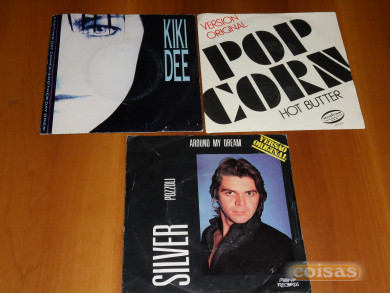 KIKI
DEE
VERSION
ORIGINAL
POP
CORN
HOT BUTTER
AROUND MY DREAM
VERSÃO
ORIGINAL
SILVER
POZZOLI
coisas